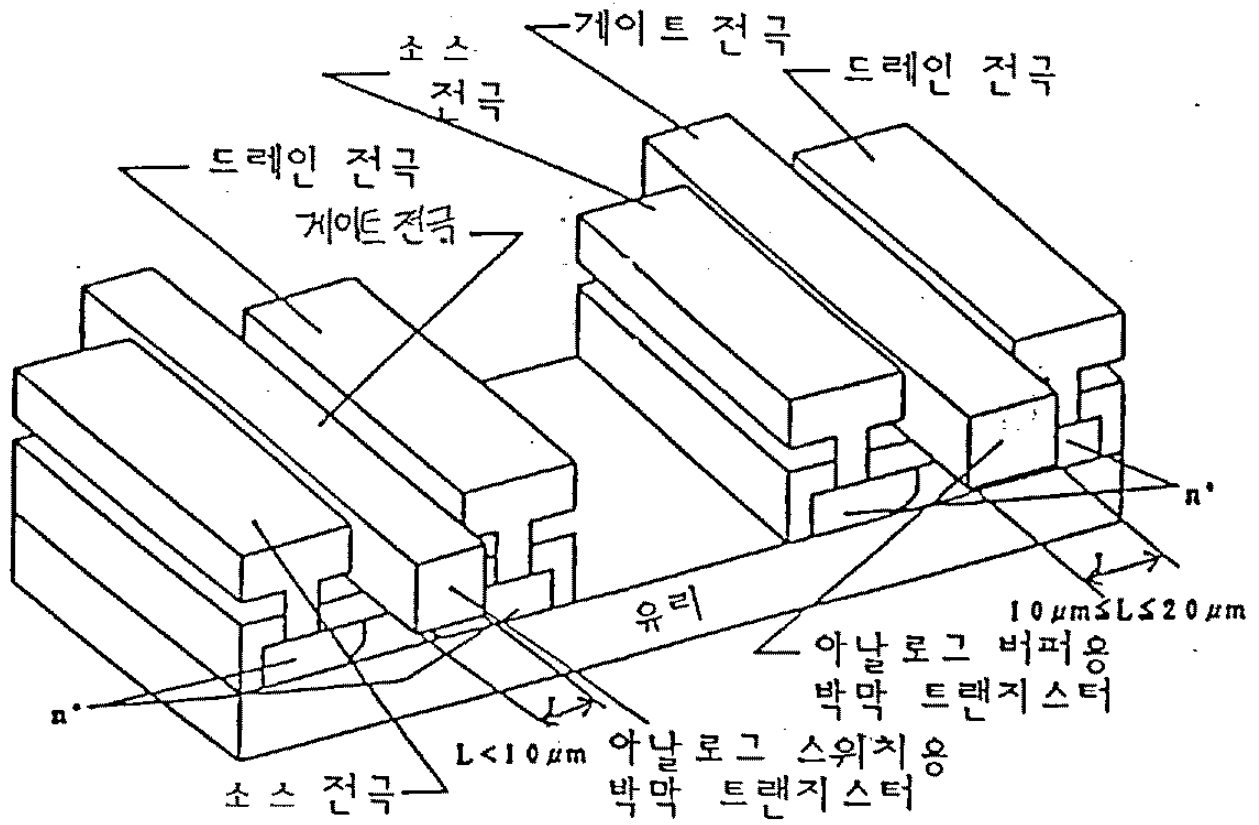 게이트 전극
소스
전극
드레인 전극
드레인 전극
게이트전극
n⁺
L
10μm≤L≤20μm
유리
아날로그 버퍼용
박막 트랜지스터
n⁺
L
L<10μm
아날로그 스위치용
박막 트랜지스터
소스 전극